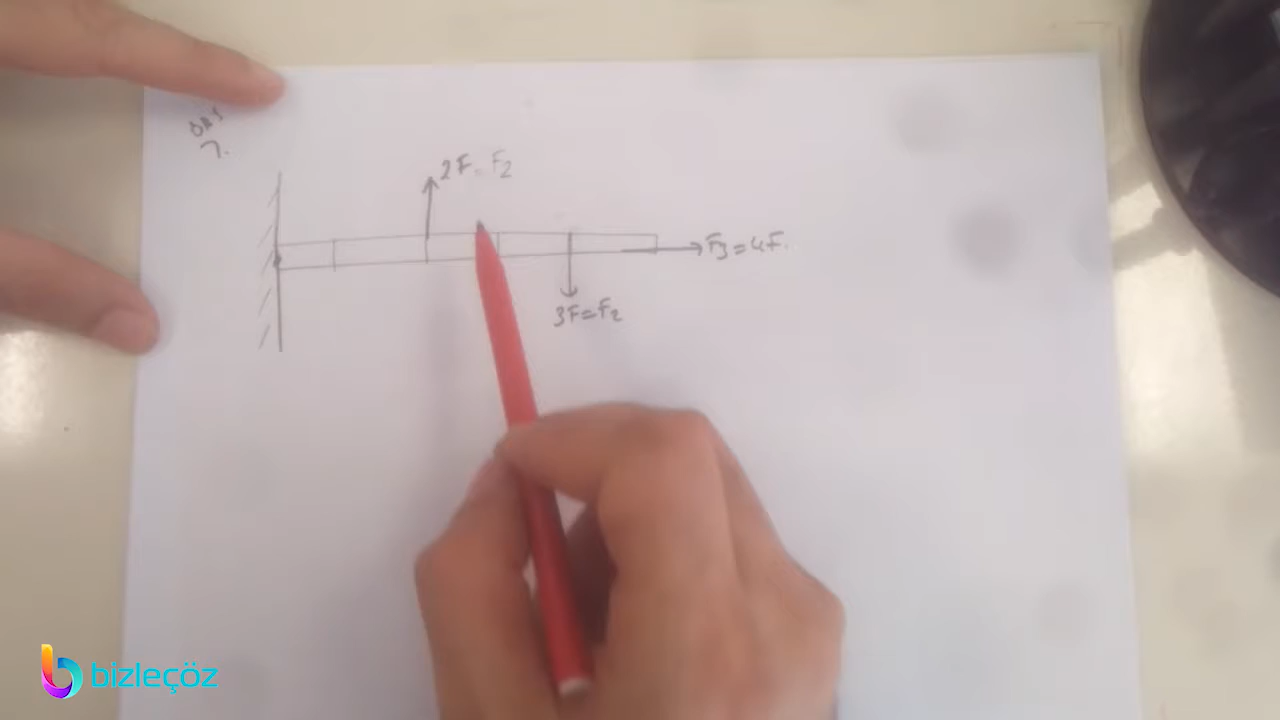 7.
2F = F2
F3 = 4F.
3F = F2
bizleçöz